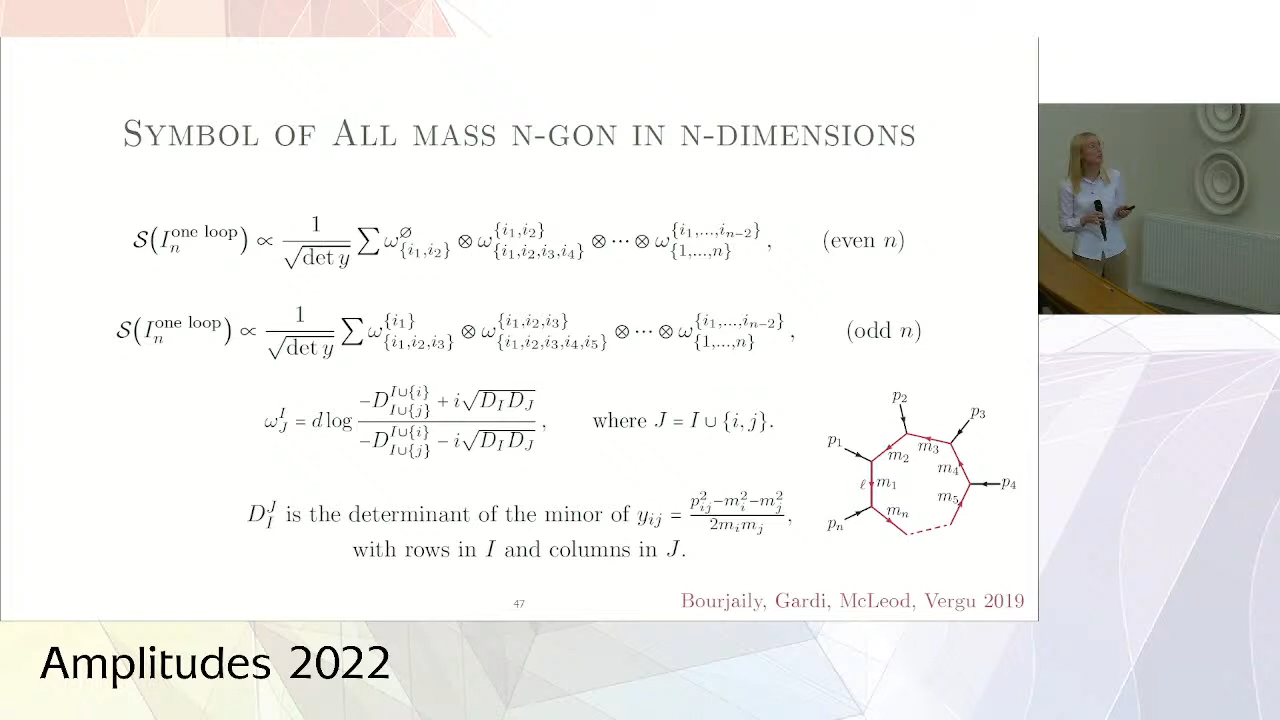 SYMBOL OF ALL MASS N-GON IN N-DIMENSIONS
𝒮(I_n^{one loop}) ∝ 1/√(det y) ∑ ω^∅_{{i_1,i_2}} ⊗ ω^{{i_1,i_2}}_{{i_1,i_2,i_3,i_4}} ⊗ ··· ⊗ ω^{{i_1,...,i_{n-2}}}_{{1,...,n}} , (even n)
𝒮(I_n^{one loop}) ∝ 1/√(det y) ∑ ω^{{i_1}}_{{i_1,i_2,i_3}} ⊗ ω^{{i_1,i_2,i_3}}_{{i_1,i_2,i_3,i_4,i_5}} ⊗ ··· ⊗ ω^{{i_1,...,i_{n-2}}}_{{1,...,n}} , (odd n)
ω^I_J = d log (−D^{I∪{i}}_{I∪{j}} + i√(D_I D_J)) / (−D^{I∪{i}}_{I∪{j}} − i√(D_I D_J)) , where J = I ∪ {i, j}.
D^J_I is the determinant of the minor of y_{ij} = (p²_{ij}−m²_i−m²_j)/(2m_i m_j),
with rows in I and columns in J.
p_2
p_3
p_1
m_2
m_3
m_4
ℓ
m_1
p_4
m_5
p_n
m_n
47
Bourjaily, Gardi, McLeod, Vergu 2019
Amplitudes 2022